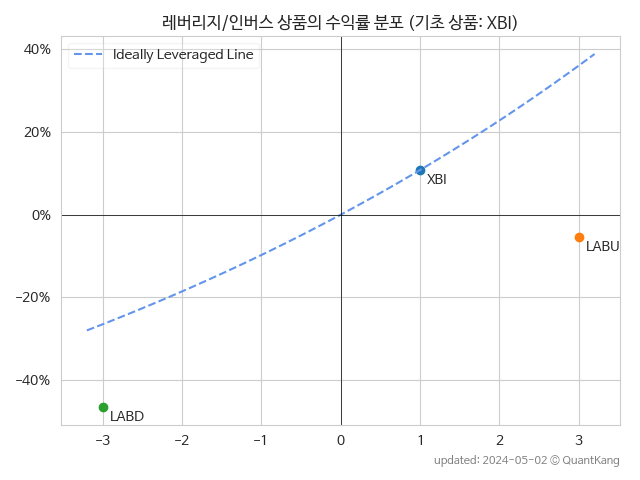 레버리지/인버스 상품의 수익률 분포 (기초 상품: XBI)
Ideally Leveraged Line
40%
20%
0%
−20%
−40%
XBI
LABU
LABD
−3 −2 −1 0 1 2 3
updated: 2024-05-02 © QuantKang